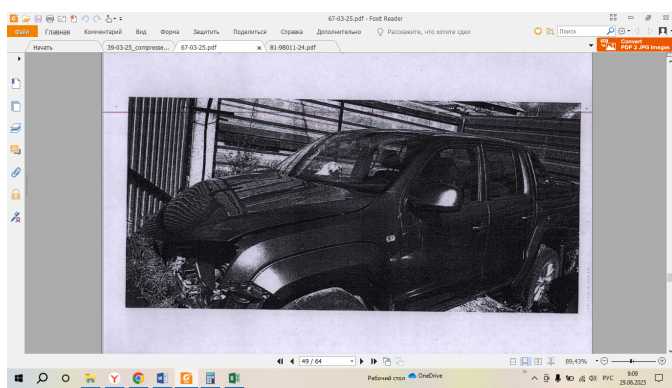 67-03-25.pdf - Foxit Reader
Файл Главная Комментарий Вид Форма Защитить Поделиться Справка Дополнительно Расскажите, что хотите сдел Поиск
Начать 39-03-25_compresse... 67-03-25.pdf 81-98011-24.pdf
Convert
PDF 2 JPG Images
49 / 64 89,43%
Рабочий стол OneDrive РУС 9:09
29.06.2025